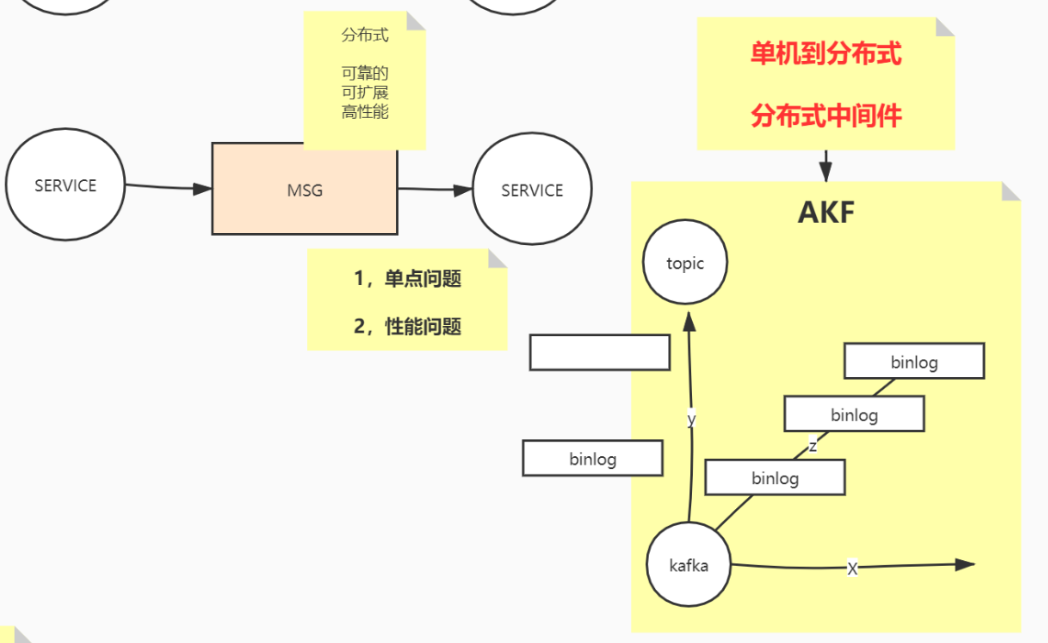 分布式
可靠的
可扩展
高性能
SERVICE
MSG
SERVICE
1，单点问题
2，性能问题
单机到分布式
分布式中间件
AKF
topic
binlog
binlog
y
z
binlog
binlog
kafka
X